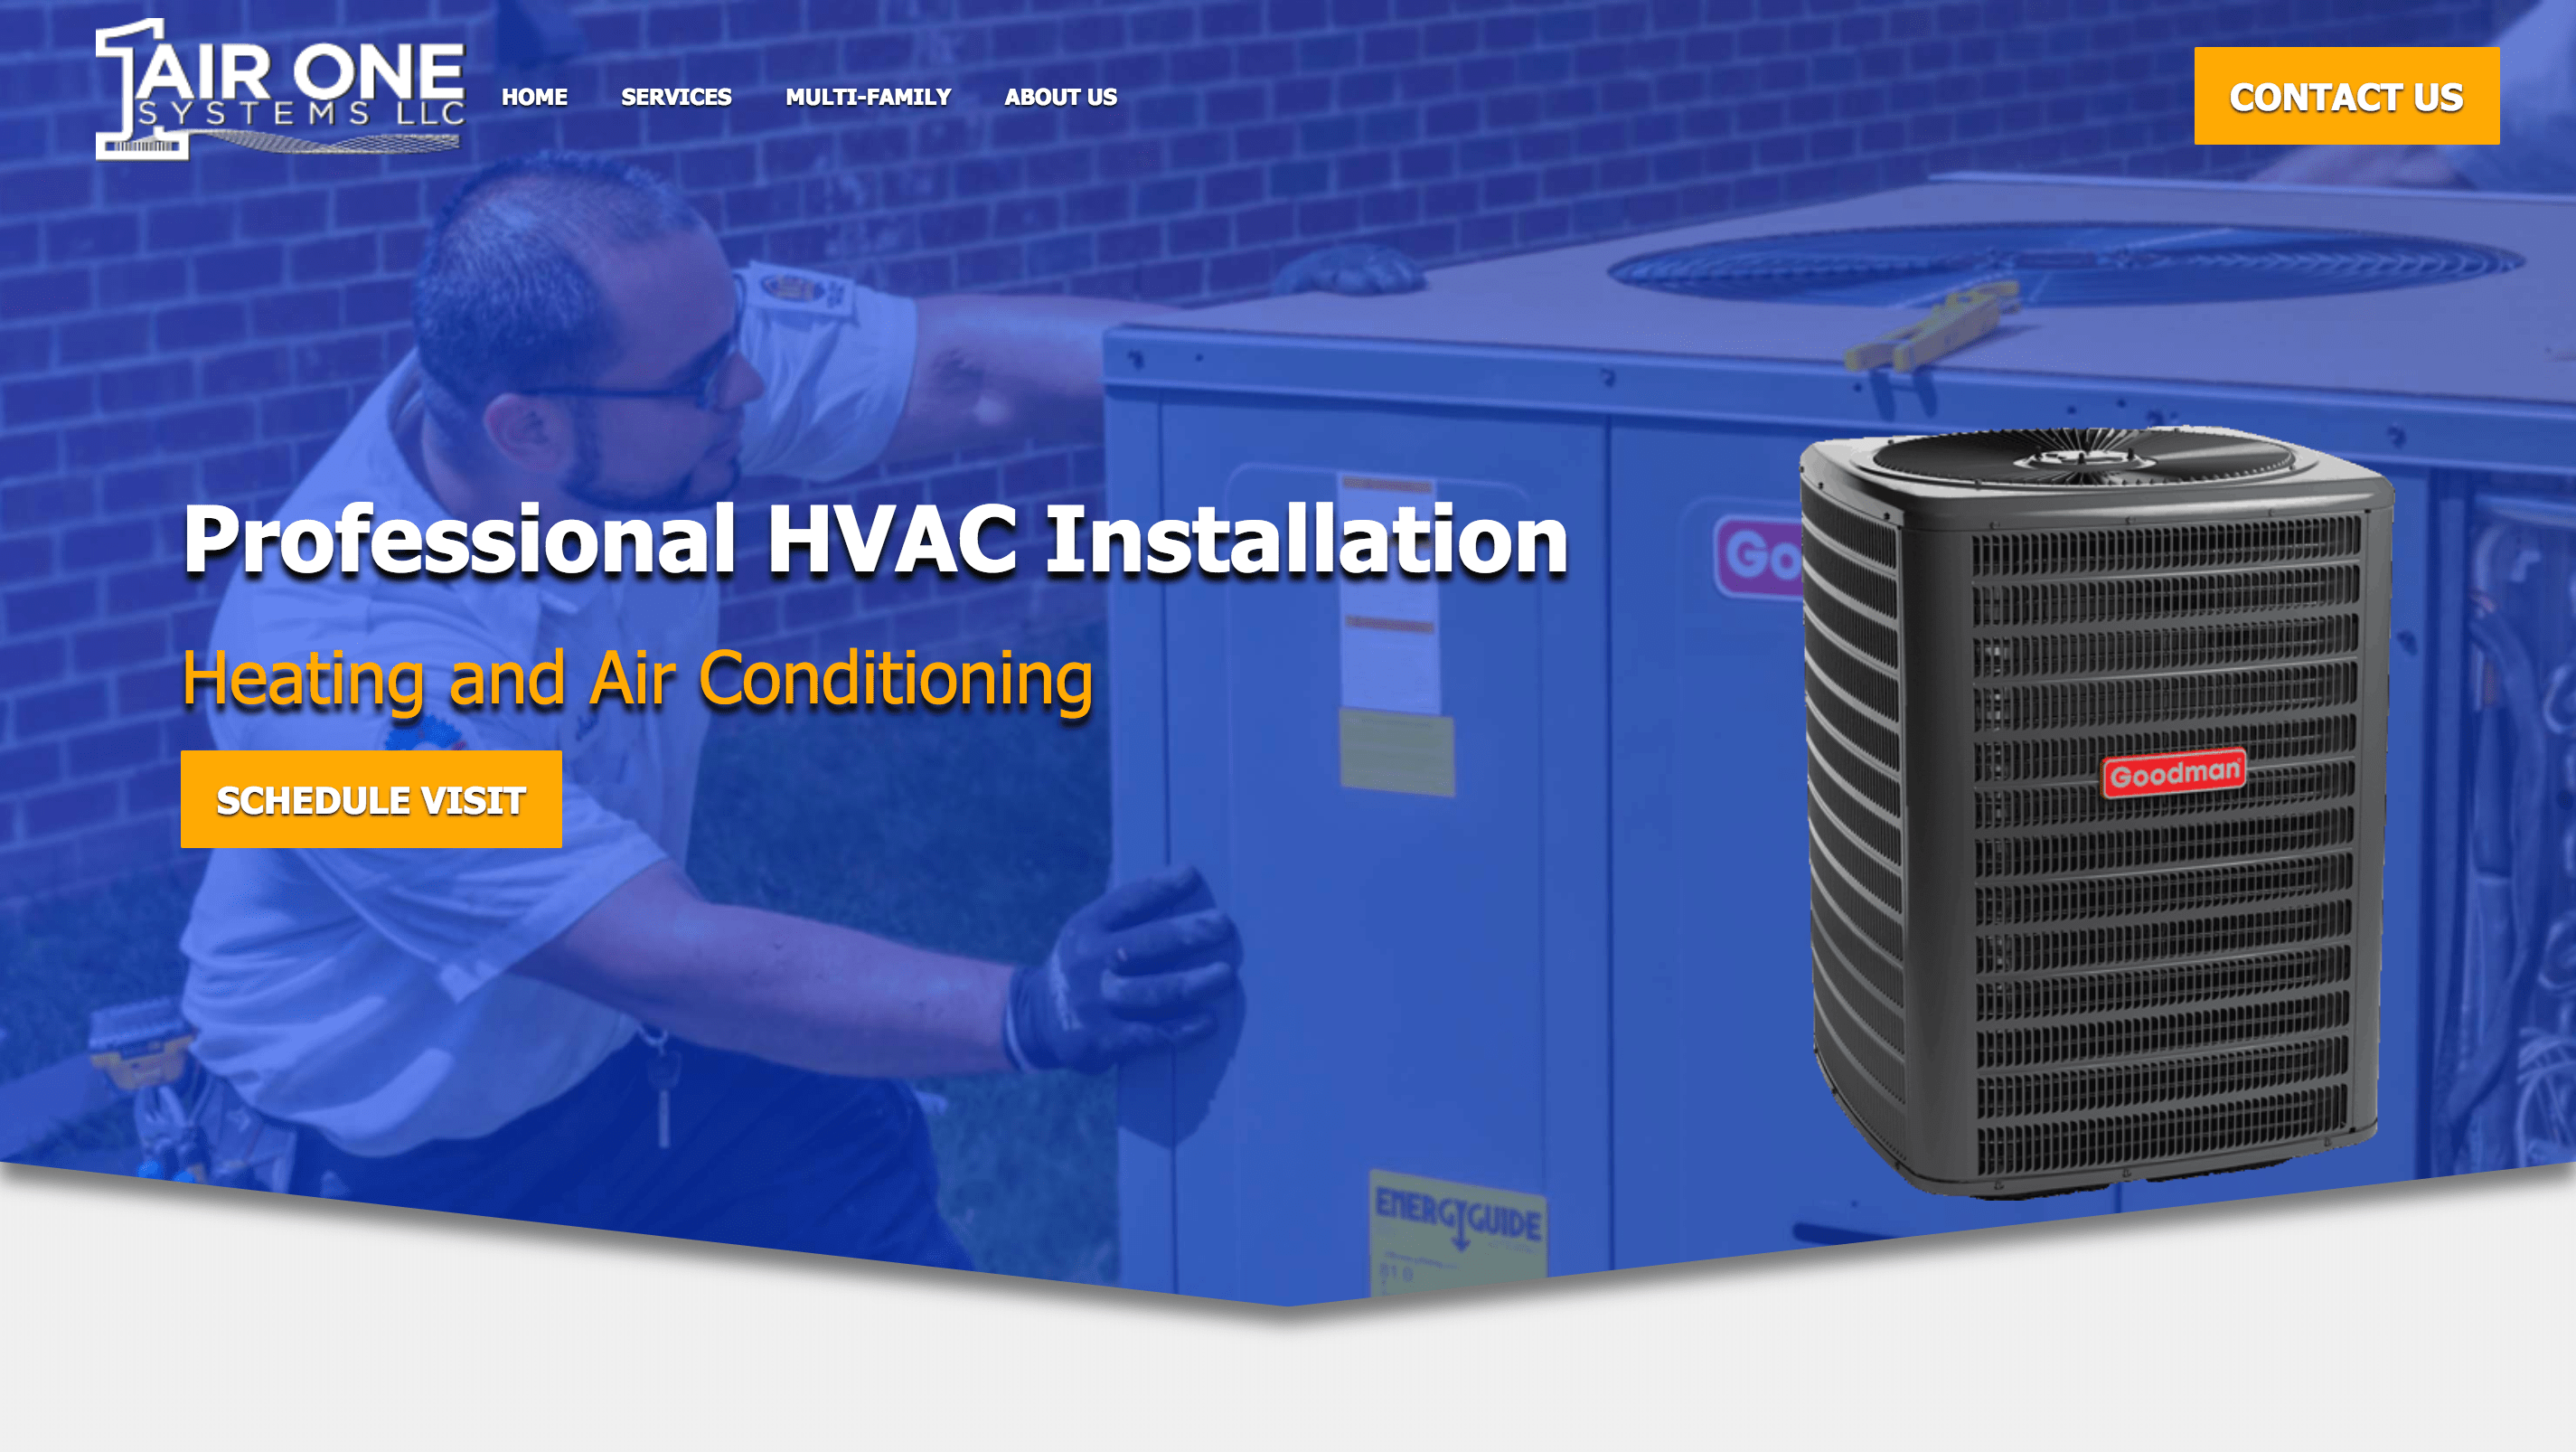 1
AIR ONE
SYSTEMS LLC
HOME
SERVICES
MULTI-FAMILY
ABOUT US
CONTACT US
Professional HVAC Installation
Go
Heating and Air Conditioning
Goodman
SCHEDULE VISIT
ENERGYGUIDE